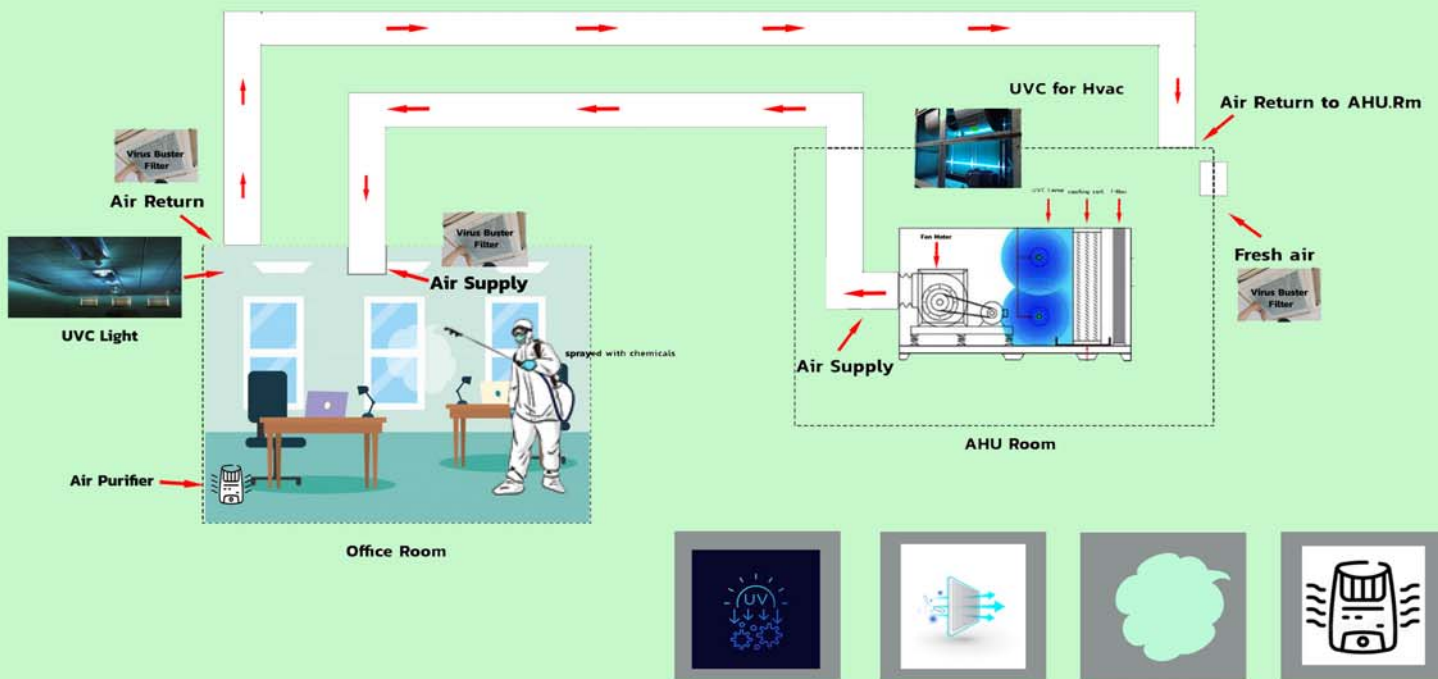 UVC for Hvac
Air Return to AHU.Rm
Virus Buster
Filter
Air Return
UVC Lamp
cooling coil
Filter
Virus Buster
Filter
Fan Motor
Fresh air
Air Supply
Virus Buster
Filter
UVC Light
sprayed with chemicals
Air Supply
AHU Room
Air Purifier
Office Room
UV